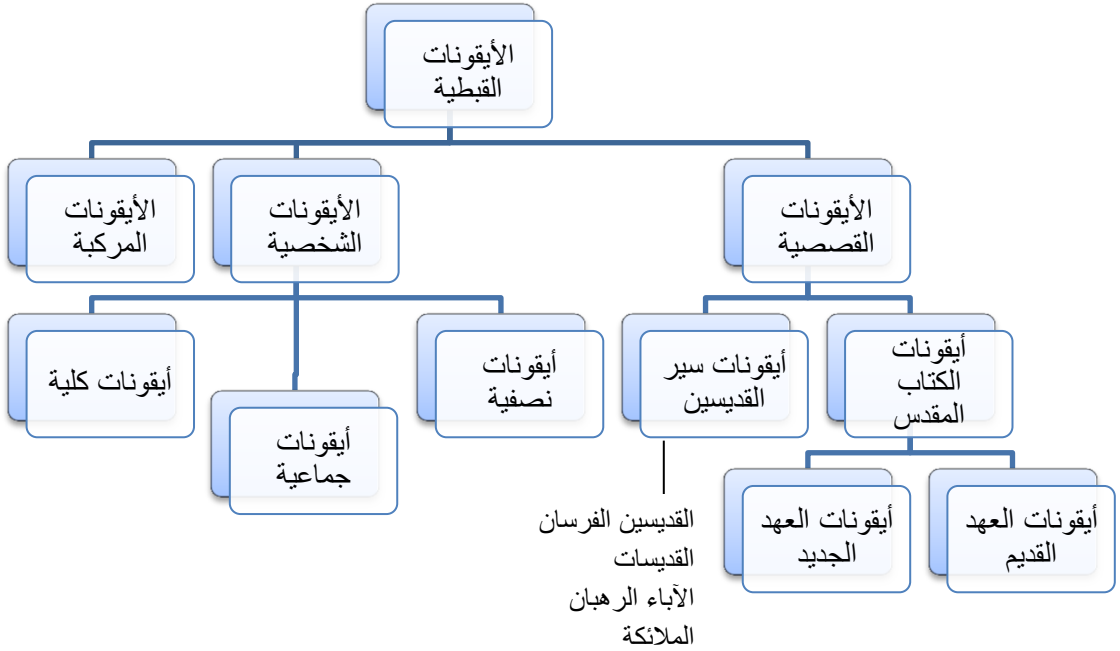 الأيقونات
القبطية
الأيقونات
القصصية
الأيقونات
الشخصية
الأيقونات
المركبة
أيقونات
الكتاب
المقدس
أيقونات سير
القديسين
أيقونات
نصفية
أيقونات
جماعية
أيقونات كلية
أيقونات العهد
القديم
أيقونات العهد
الجديد
القديسين الفرسان
القديسات
الآباء الرهبان
الملائكة